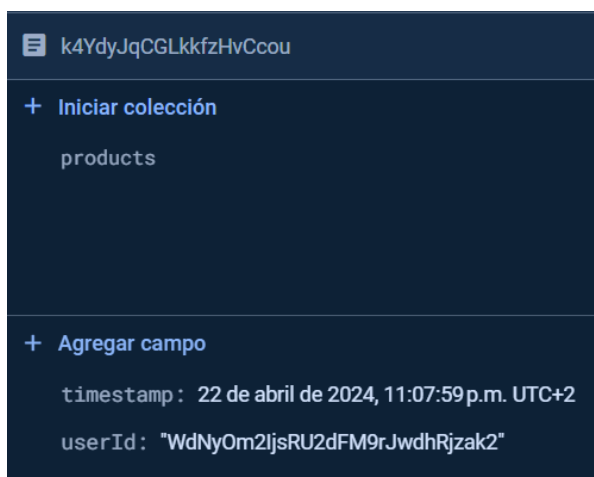 k4YdyJqCGLkkfzHvCcou
+ Iniciar colección
products
+ Agregar campo
timestamp: 22 de abril de 2024, 11:07:59 p.m. UTC+2
userId: "WdNyOm2IjsRU2dFM9rJwdhRjzak2"